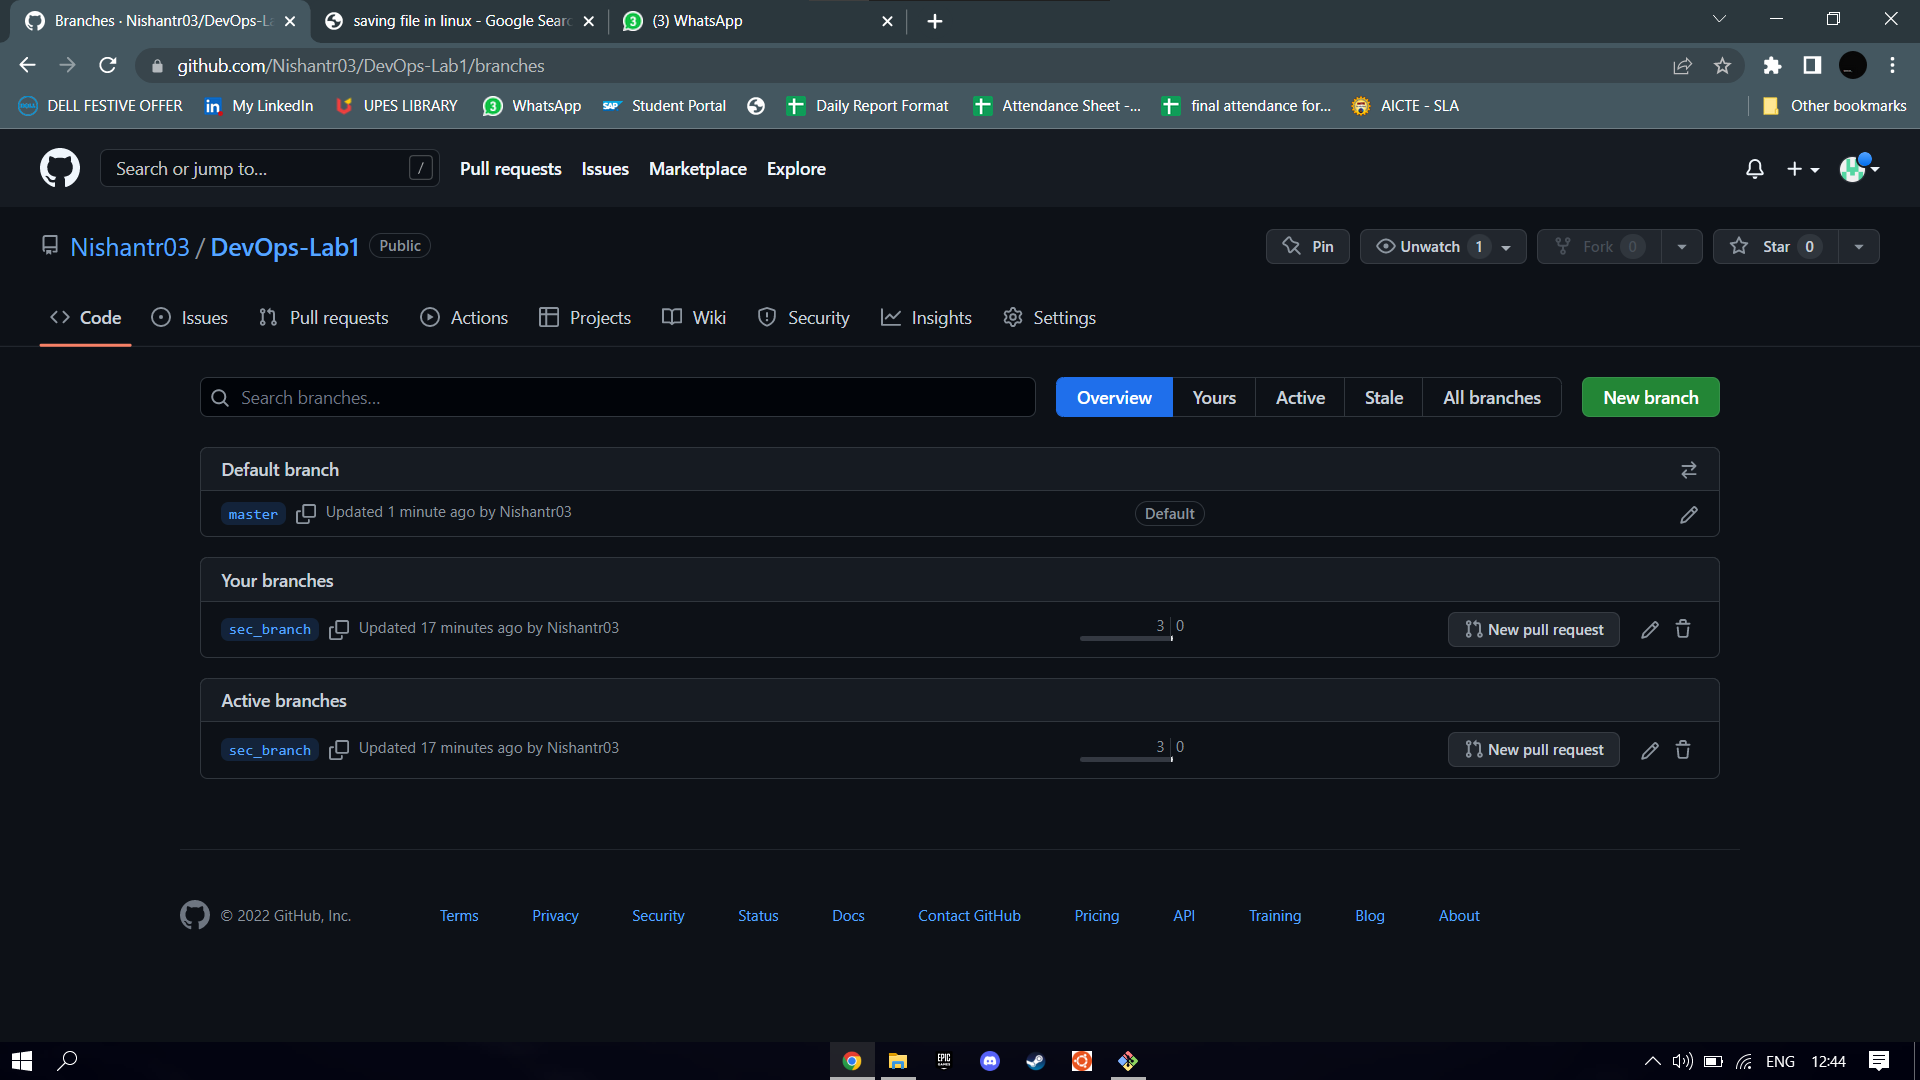 Branches · Nishantr03/DevOps-La
saving file in linux - Google Searc
(3) WhatsApp
github.com/Nishantr03/DevOps-Lab1/branches
DELL FESTIVE OFFER
My LinkedIn
UPES LIBRARY
WhatsApp
Student Portal
Daily Report Format
Attendance Sheet -...
final attendance for...
AICTE - SLA
Other bookmarks
Search or jump to... /
Pull requests
Issues
Marketplace
Explore
Nishantr03 / DevOps-Lab1 Public
Pin
Unwatch 1
Fork 0
Star 0
Code
Issues
Pull requests
Actions
Projects
Wiki
Security
Insights
Settings
Search branches...
Overview
Yours
Active
Stale
All branches
New branch
Default branch
master Updated 1 minute ago by Nishantr03 Default
Your branches
sec_branch Updated 17 minutes ago by Nishantr03 3 0 New pull request
Active branches
sec_branch Updated 17 minutes ago by Nishantr03 3 0 New pull request
© 2022 GitHub, Inc.
Terms
Privacy
Security
Status
Docs
Contact GitHub
Pricing
API
Training
Blog
About
EPIC GAMES
ENG
12:44